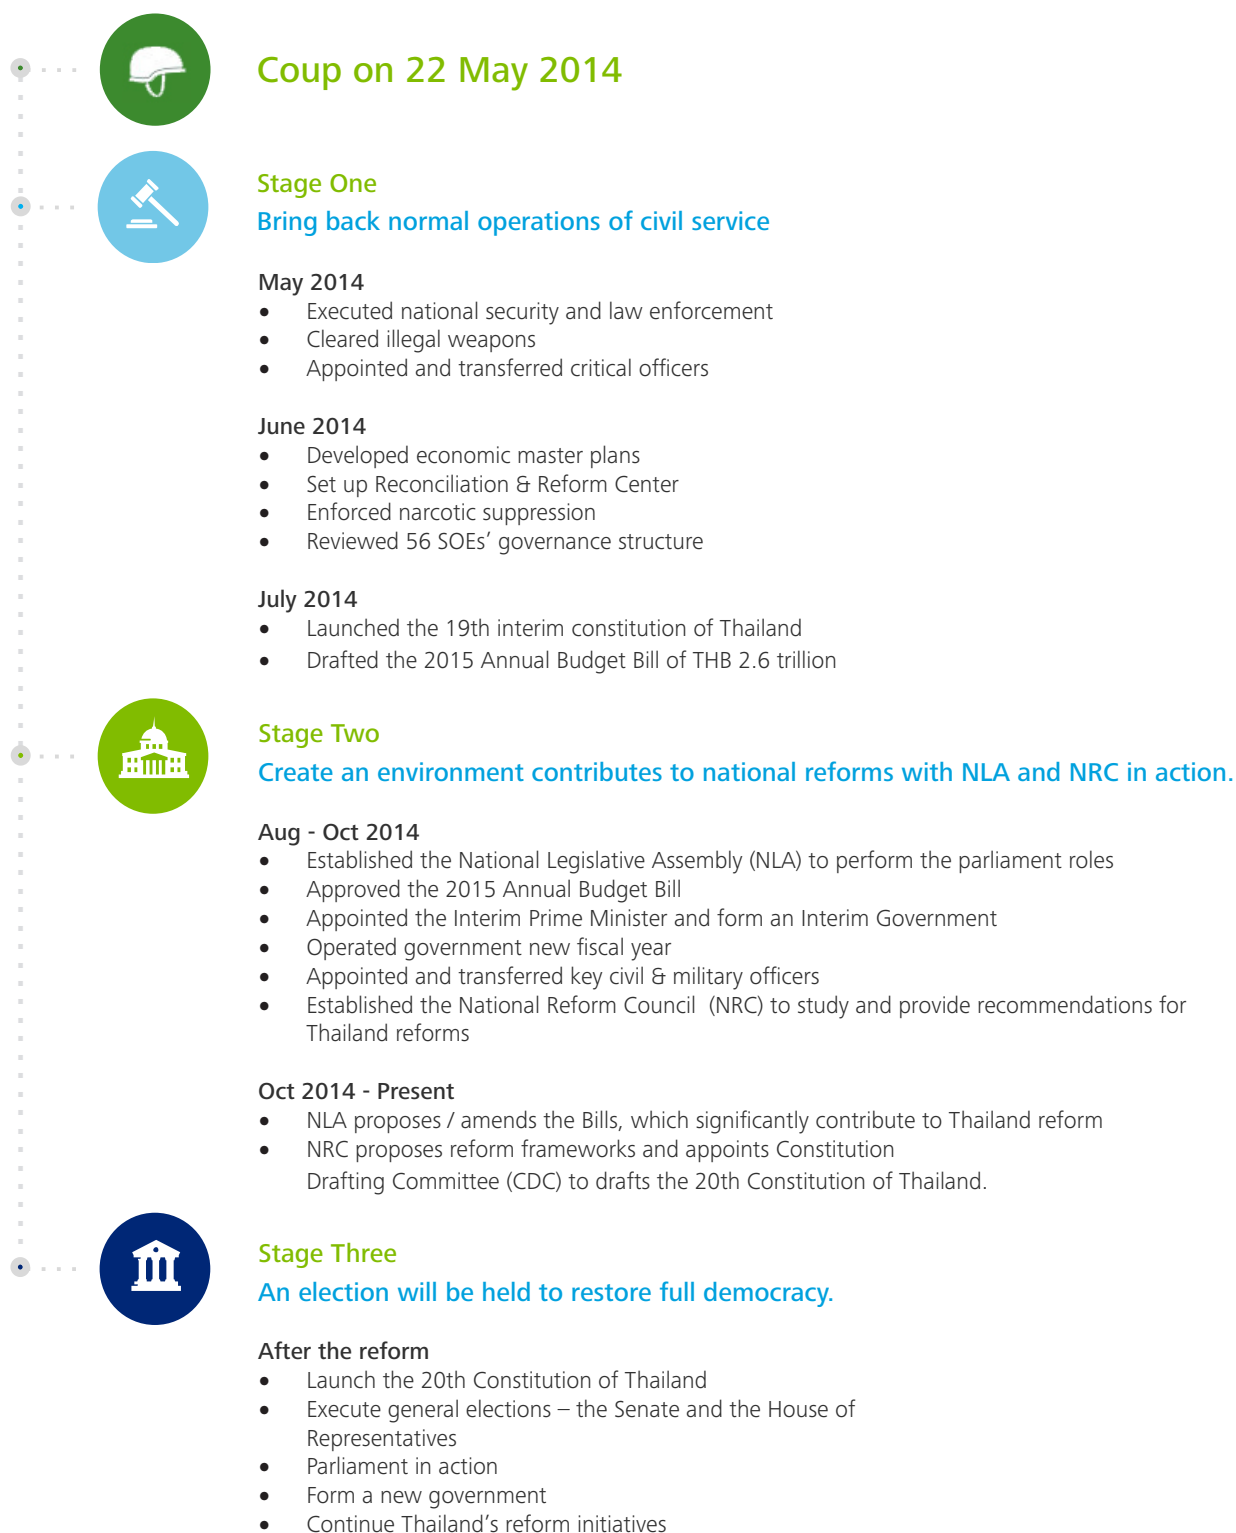 Coup on 22 May 2014
Stage One
Bring back normal operations of civil service
May 2014
• Executed national security and law enforcement
• Cleared illegal weapons
• Appointed and transferred critical officers
June 2014
• Developed economic master plans
• Set up Reconciliation & Reform Center
• Enforced narcotic suppression
• Reviewed 56 SOEs’ governance structure
July 2014
• Launched the 19th interim constitution of Thailand
• Drafted the 2015 Annual Budget Bill of THB 2.6 trillion
Stage Two
Create an environment contributes to national reforms with NLA and NRC in action.
Aug - Oct 2014
• Established the National Legislative Assembly (NLA) to perform the parliament roles
• Approved the 2015 Annual Budget Bill
• Appointed the Interim Prime Minister and form an Interim Government
• Operated government new fiscal year
• Appointed and transferred key civil & military officers
• Established the National Reform Council  (NRC) to study and provide recommendations for
Thailand reforms
Oct 2014 - Present
• NLA proposes / amends the Bills, which significantly contribute to Thailand reform
• NRC proposes reform frameworks and appoints Constitution
Drafting Committee (CDC) to drafts the 20th Constitution of Thailand.
Stage Three
An election will be held to restore full democracy.
After the reform
• Launch the 20th Constitution of Thailand
• Execute general elections – the Senate and the House of
Representatives
• Parliament in action
• Form a new government
• Continue Thailand’s reform initiatives